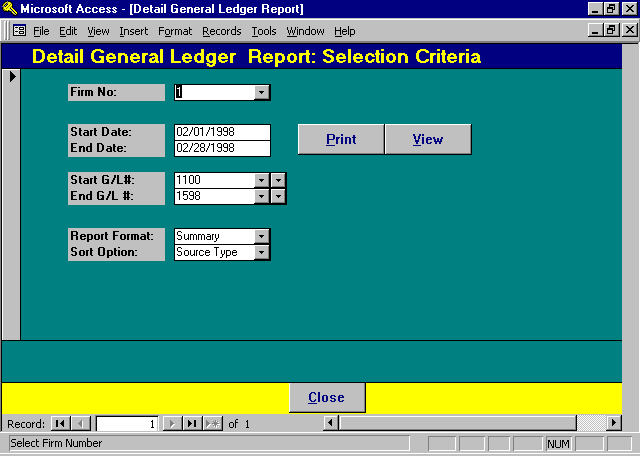 Microsoft Access - [Detail General Ledger Report]
File Edit View Insert Format Records Tools Window Help
Detail General Ledger Report: Selection Criteria
Firm No: 1
Start Date: 02/01/1998
End Date: 02/28/1998
Print View
Start G/L#: 1100
End G/L #: 1598
Report Format: Summary
Sort Option: Source Type
Close
Record: 1 of 1
Select Firm Number NUM